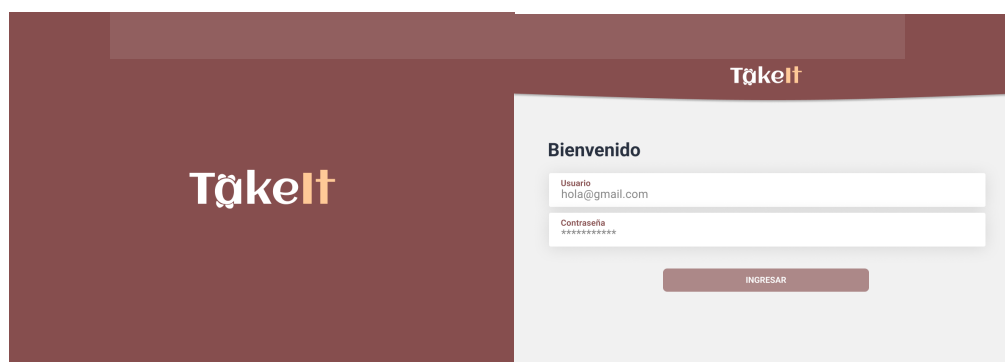 TakeIt
TakeIt
Bienvenido
Usuario
hola@gmail.com
Contraseña
***********
INGRESAR